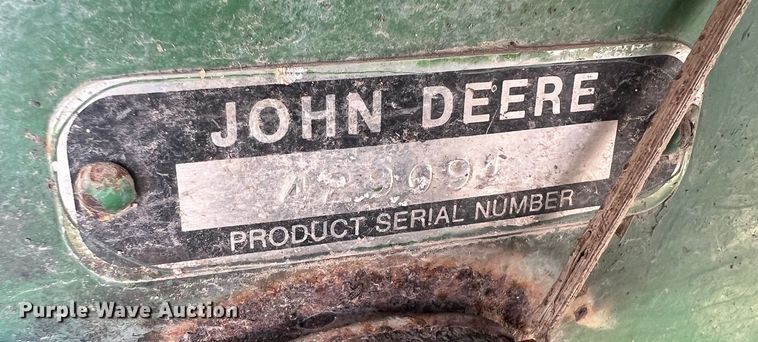 JOHN DEERE
PRODUCT SERIAL NUMBER
Purple Wave Auction